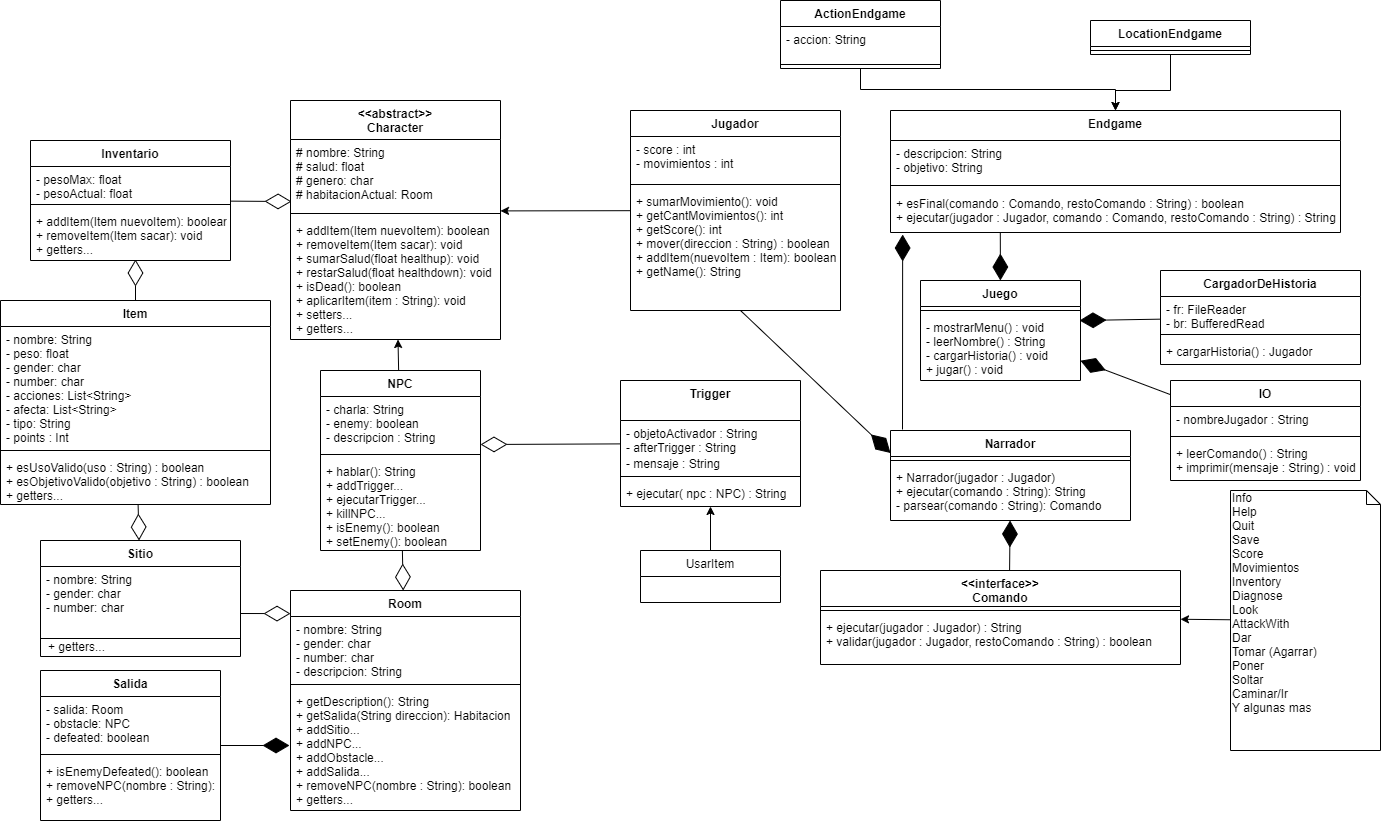 ActionEndgame
- accion: String
LocationEndgame
<<abstract>>
Character
# nombre: String
# salud: float
# genero: char
# habitacionActual: Room
+ addItem(Item nuevoItem): boolean
+ removeItem(Item sacar): void
+ sumarSalud(float healthup): void
+ restarSalud(float healthdown): void
+ isDead(): boolean
+ aplicarItem(item : String): void
+ setters...
+ getters...
Jugador
- score : int
- movimientos : int
+ sumarMovimiento(): void
+ getCantMovimientos(): int
+ getScore(): int
+ mover(direccion : String) : boolean
+ addItem(nuevoItem : Item): boolean
+ getName(): String
Endgame
- descripcion: String
- objetivo: String
+ esFinal(comando : Comando, restoComando : String) : boolean
+ ejecutar(jugador : Jugador, comando : Comando, restoComando : String) : String
Inventario
- pesoMax: float
- pesoActual: float
+ addItem(Item nuevoItem): boolear
+ removeItem(Item sacar): void
+ getters...
Juego
- mostrarMenu() : void
- leerNombre() : String
- cargarHistoria() : void
+ jugar() : void
CargadorDeHistoria
- fr: FileReader
- br: BufferedRead
+ cargarHistoria() : Jugador
Item
- nombre: String
- peso: float
- gender: char
- number: char
- acciones: List<String>
- afecta: List<String>
- tipo: String
- points : Int
+ esUsoValido(uso : String) : boolean
+ esObjetivoValido(objetivo : String) : boolean
+ getters...
NPC
- charla: String
- enemy: boolean
- descripcion : String
+ hablar(): String
+ addTrigger...
+ ejecutarTrigger...
+ killNPC...
+ isEnemy(): boolean
+ setEnemy(): boolean
Trigger
- objetoActivador : String
- afterTrigger : String
- mensaje : String
+ ejecutar( npc : NPC) : String
IO
- nombreJugador : String
+ leerComando() : String
+ imprimir(mensaje : String) : void
Narrador
+ Narrador(jugador : Jugador)
+ ejecutar(comando : String): String
- parsear(comando : String): Comando
Info
Help
Quit
Save
Score
Movimientos
Inventory
Diagnose
Look
AttackWith
Dar
Tomar (Agarrar)
Poner
Soltar
Caminar/Ir
Y algunas mas
UsarItem
<<interface>>
Comando
+ ejecutar(jugador : Jugador) : String
+ validar(jugador : Jugador, restoComando : String) : boolean
Sitio
- nombre: String
- gender: char
- number: char
+ getters...
Room
- nombre: String
- gender: char
- number: char
- descripcion: String
+ getDescription(): String
+ getSalida(String direccion): Habitacion
+ addSitio...
+ addNPC...
+ addObstacle...
+ addSalida...
+ removeNPC(nombre : String): boolean
+ getters...
Salida
- salida: Room
- obstacle: NPC
- defeated: boolean
+ isEnemyDefeated(): boolean
+ removeNPC(nombre : String):
+ getters...